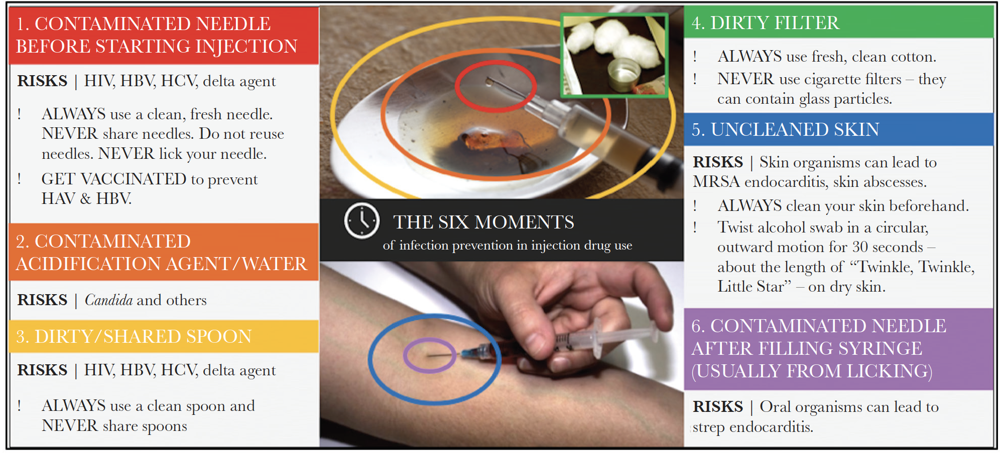 1. CONTAMINATED NEEDLE
BEFORE STARTING INJECTION
RISKS | HIV, HBV, HCV, delta agent
! ALWAYS use a clean, fresh needle.
NEVER share needles. Do not reuse
needles. NEVER lick your needle.
! GET VACCINATED to prevent
HAV & HBV.
2. CONTAMINATED
ACIDIFICATION AGENT/WATER
RISKS | Candida and others
3. DIRTY/SHARED SPOON
RISKS | HIV, HBV, HCV, delta agent
! ALWAYS use a clean spoon and
NEVER share spoons
THE SIX MOMENTS
of infection prevention in injection drug use
4. DIRTY FILTER
! ALWAYS use fresh, clean cotton.
! NEVER use cigarette filters – they
can contain glass particles.
5. UNCLEANED SKIN
RISKS | Skin organisms can lead to
MRSA endocarditis, skin abscesses.
! ALWAYS clean your skin beforehand.
! Twist alcohol swab in a circular,
outward motion for 30 seconds –
about the length of “Twinkle, Twinkle,
Little Star” – on dry skin.
6. CONTAMINATED NEEDLE
AFTER FILLING SYRINGE
(USUALLY FROM LICKING)
RISKS | Oral organisms can lead to
strep endocarditis.